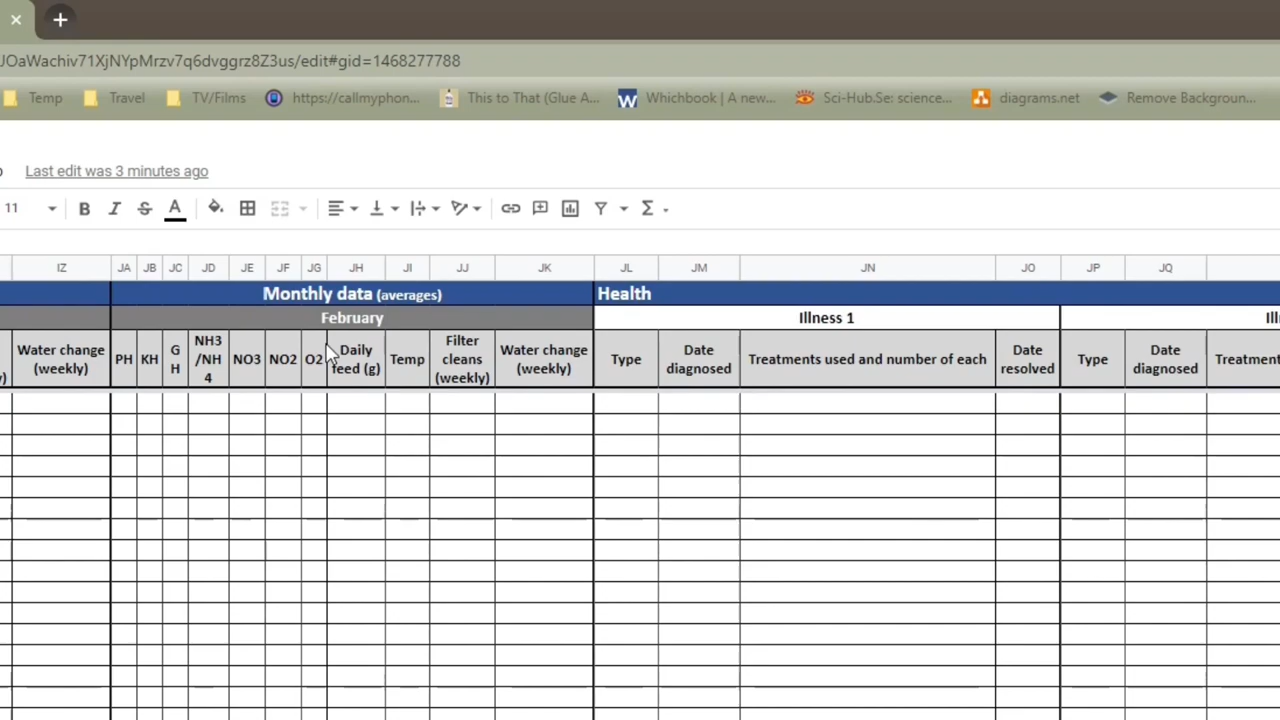 JOaWachiv71XjNYpMrzv7q6dvggrz8Z3us/edit#gid=1468277788
Temp Travel TV/Films https://callmyphon... This to That (Glue A... Whichbook | A new... Sci-Hub.Se: science... diagrams.net Remove Backgroun...
Last edit was 3 minutes ago
11 B I S A
IZ JA JB JC JD JE JF JG JH JI JJ JK JL JM JN JO JP JQ
Monthly data (averages) Health
February Illness 1 Ill
Water change (weekly) PH KH G H NH3 /NH 4 NO3 NO2 O2 Daily feed (g) Temp Filter cleans (weekly) Water change (weekly) Type Date diagnosed Treatments used and number of each Date resolved Type Date diagnosed Treatment